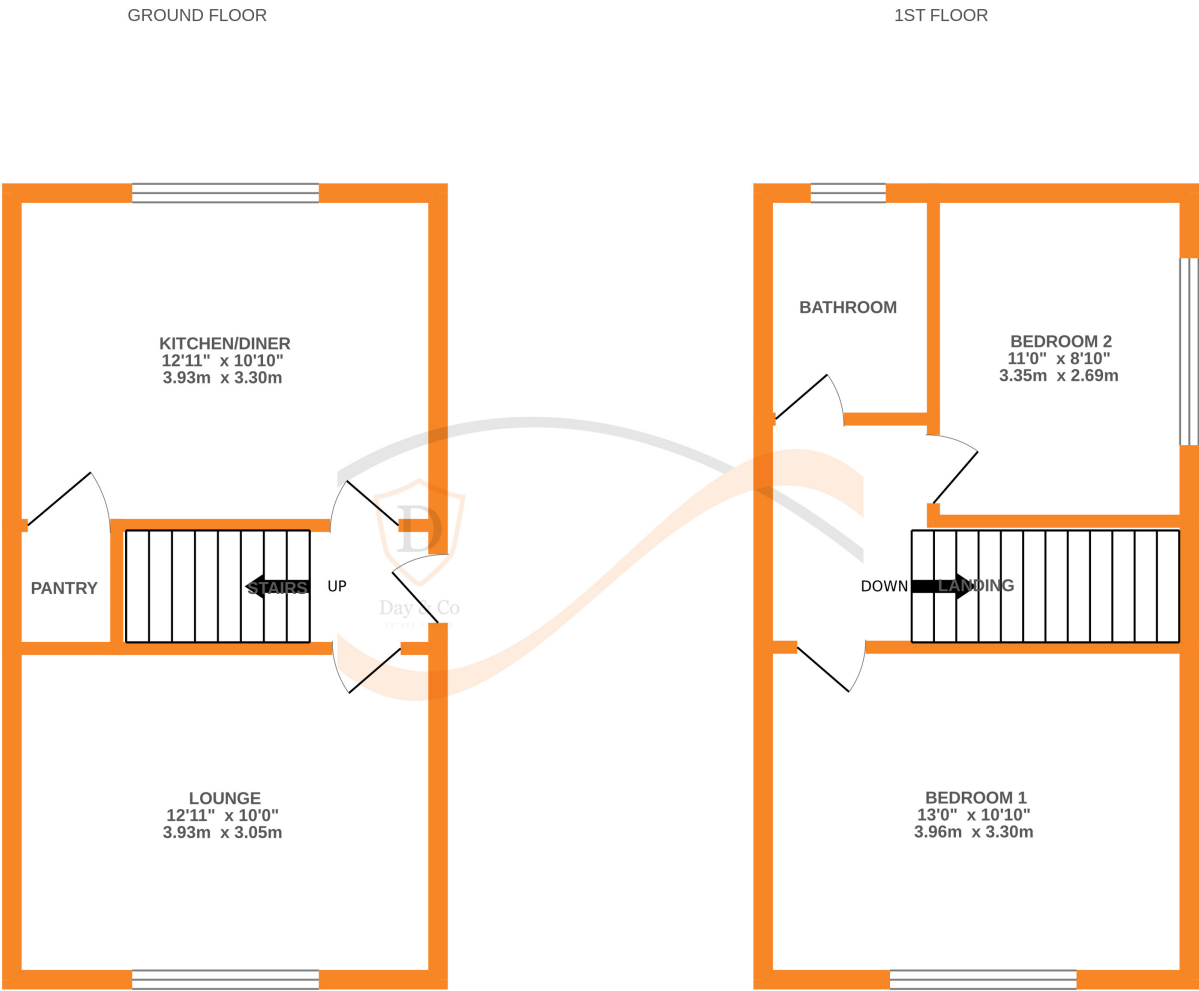 GROUND FLOOR
1ST FLOOR
KITCHEN/DINER
12'11" x 10'10"
3.93m x 3.30m
PANTRY
STAIRS
UP
LOUNGE
12'11" x 10'0"
3.93m x 3.05m
D
Day & Co
BATHROOM
BEDROOM 2
11'0" x 8'10"
3.35m x 2.69m
DOWN
LANDING
BEDROOM 1
13'0" x 10'10"
3.96m x 3.30m